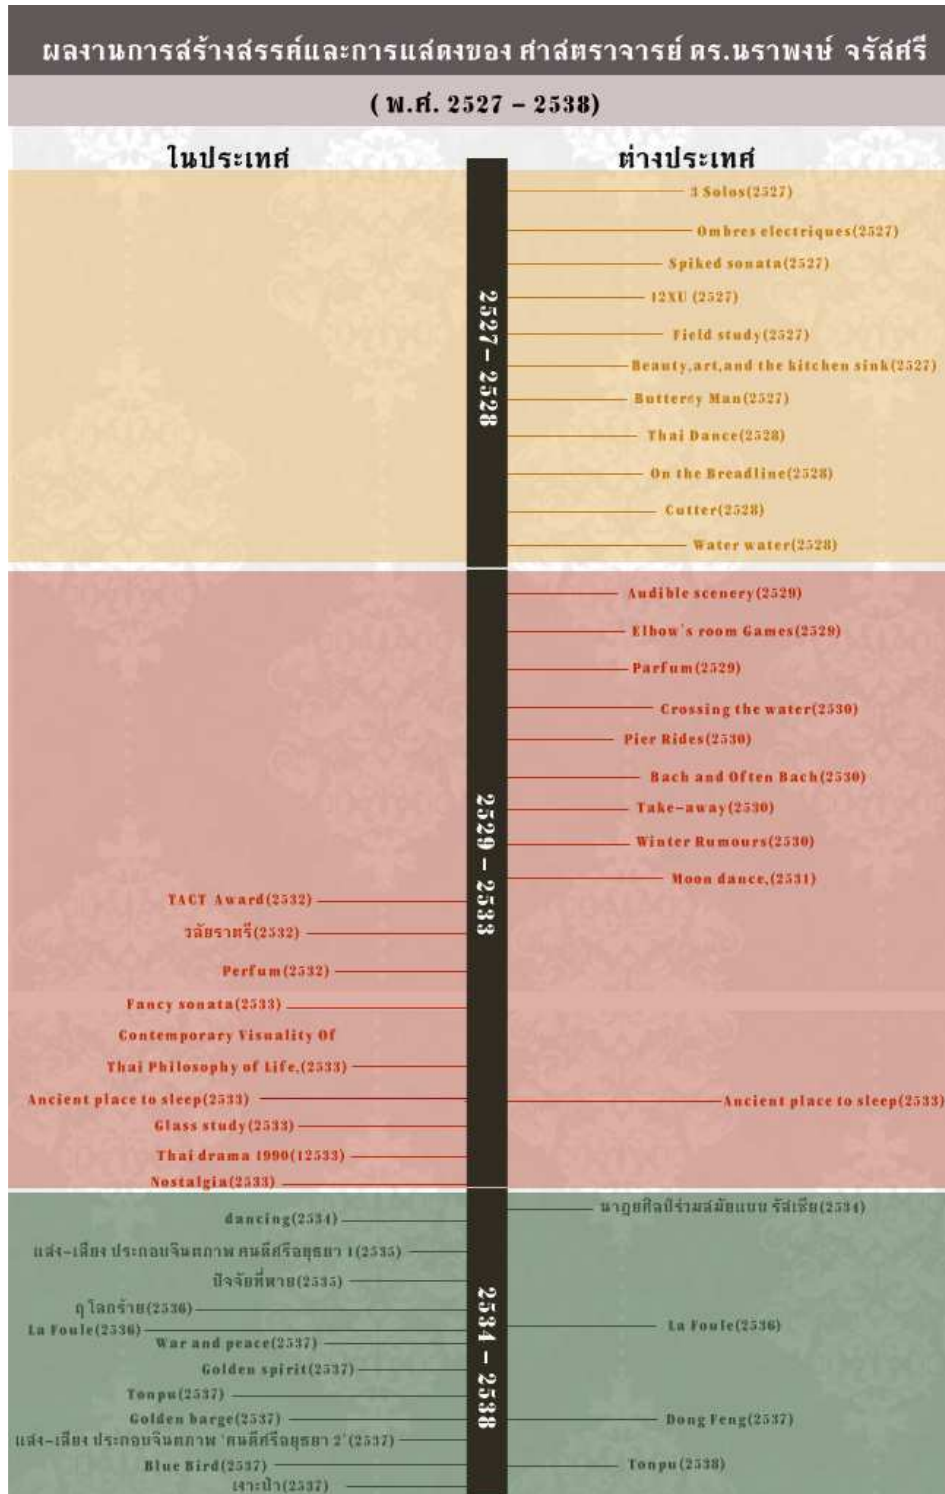 ผลงานการสร้างสรรค์และการแสดงของ ศาสตราจารย์ ดร.นราพงษ์ จรัสศรี
( พ.ศ. 2527 – 2538)
ในประเทศ
ต่างประเทศ
2527 – 2528
3 Solos(2527)
Ombres electriques(2527)
Spiked sonata(2527)
12XU (2527)
Field study(2527)
Beauty,art,and the kitchen sink(2527)
Man(2527)
Thai Dance(2528)
On the Breadline(2528)
Cutter(2528)
Water water(2528)
2529 – 2533
Audible scenery(2529)
Elbow's room Games(2529)
Parfum(2529)
Crossing the water(2530)
Pier Rides(2530)
Bach and Often Bach(2530)
Take-away(2530)
Winter Rumours(2530)
Moon dance,(2531)
TACT Award(2532)
วลัยราตรี(2532)
Perfum(2532)
Fancy sonata(2533)
Contemporary Visuality Of
Thai Philosophy of Life,(2533)
Ancient place to sleep(2533)
Ancient place to sleep(2533)
Glass study(2533)
Thai drama 1990(12533)
Nostalgia(2533)
2534 – 2538
นาฏยศิลป์ร่วมสมัยแบบ รัสเซีย(2534)
dancing(2534)
แสง-เสียง ประกอบจินตภาพ คนดีศรีอยุธยา 1(2535)
ปัจจัยที่หาย(2535)
ฤ โลกร้าย(2536)
La Foule(2536)
La Foule(2536)
War and peace(2537)
Golden spirit(2537)
Tonpu(2537)
Golden barge(2537)
Dong Feng(2537)
แสง-เสียง ประกอบจินตภาพ 'คนดีศรีอยุธยา 2'(2537)
Blue Bird(2537)
Tonpu(2538)
เงาะป่า(2537)